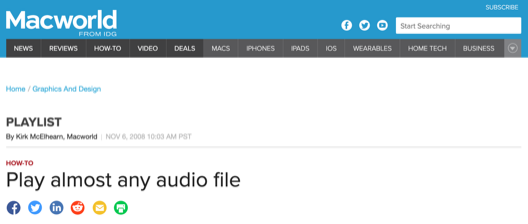 Macworld
FROM IDG
SUBSCRIBE
Start Searching
NEWS REVIEWS HOW-TO VIDEO DEALS MACS IPHONES IPADS IOS WEARABLES HOME TECH BUSINESS
Home / Graphics And Design
PLAYLIST
By Kirk McElhearn, Macworld | NOV 6, 2008 10:03 AM PST
HOW-TO
Play almost any audio file